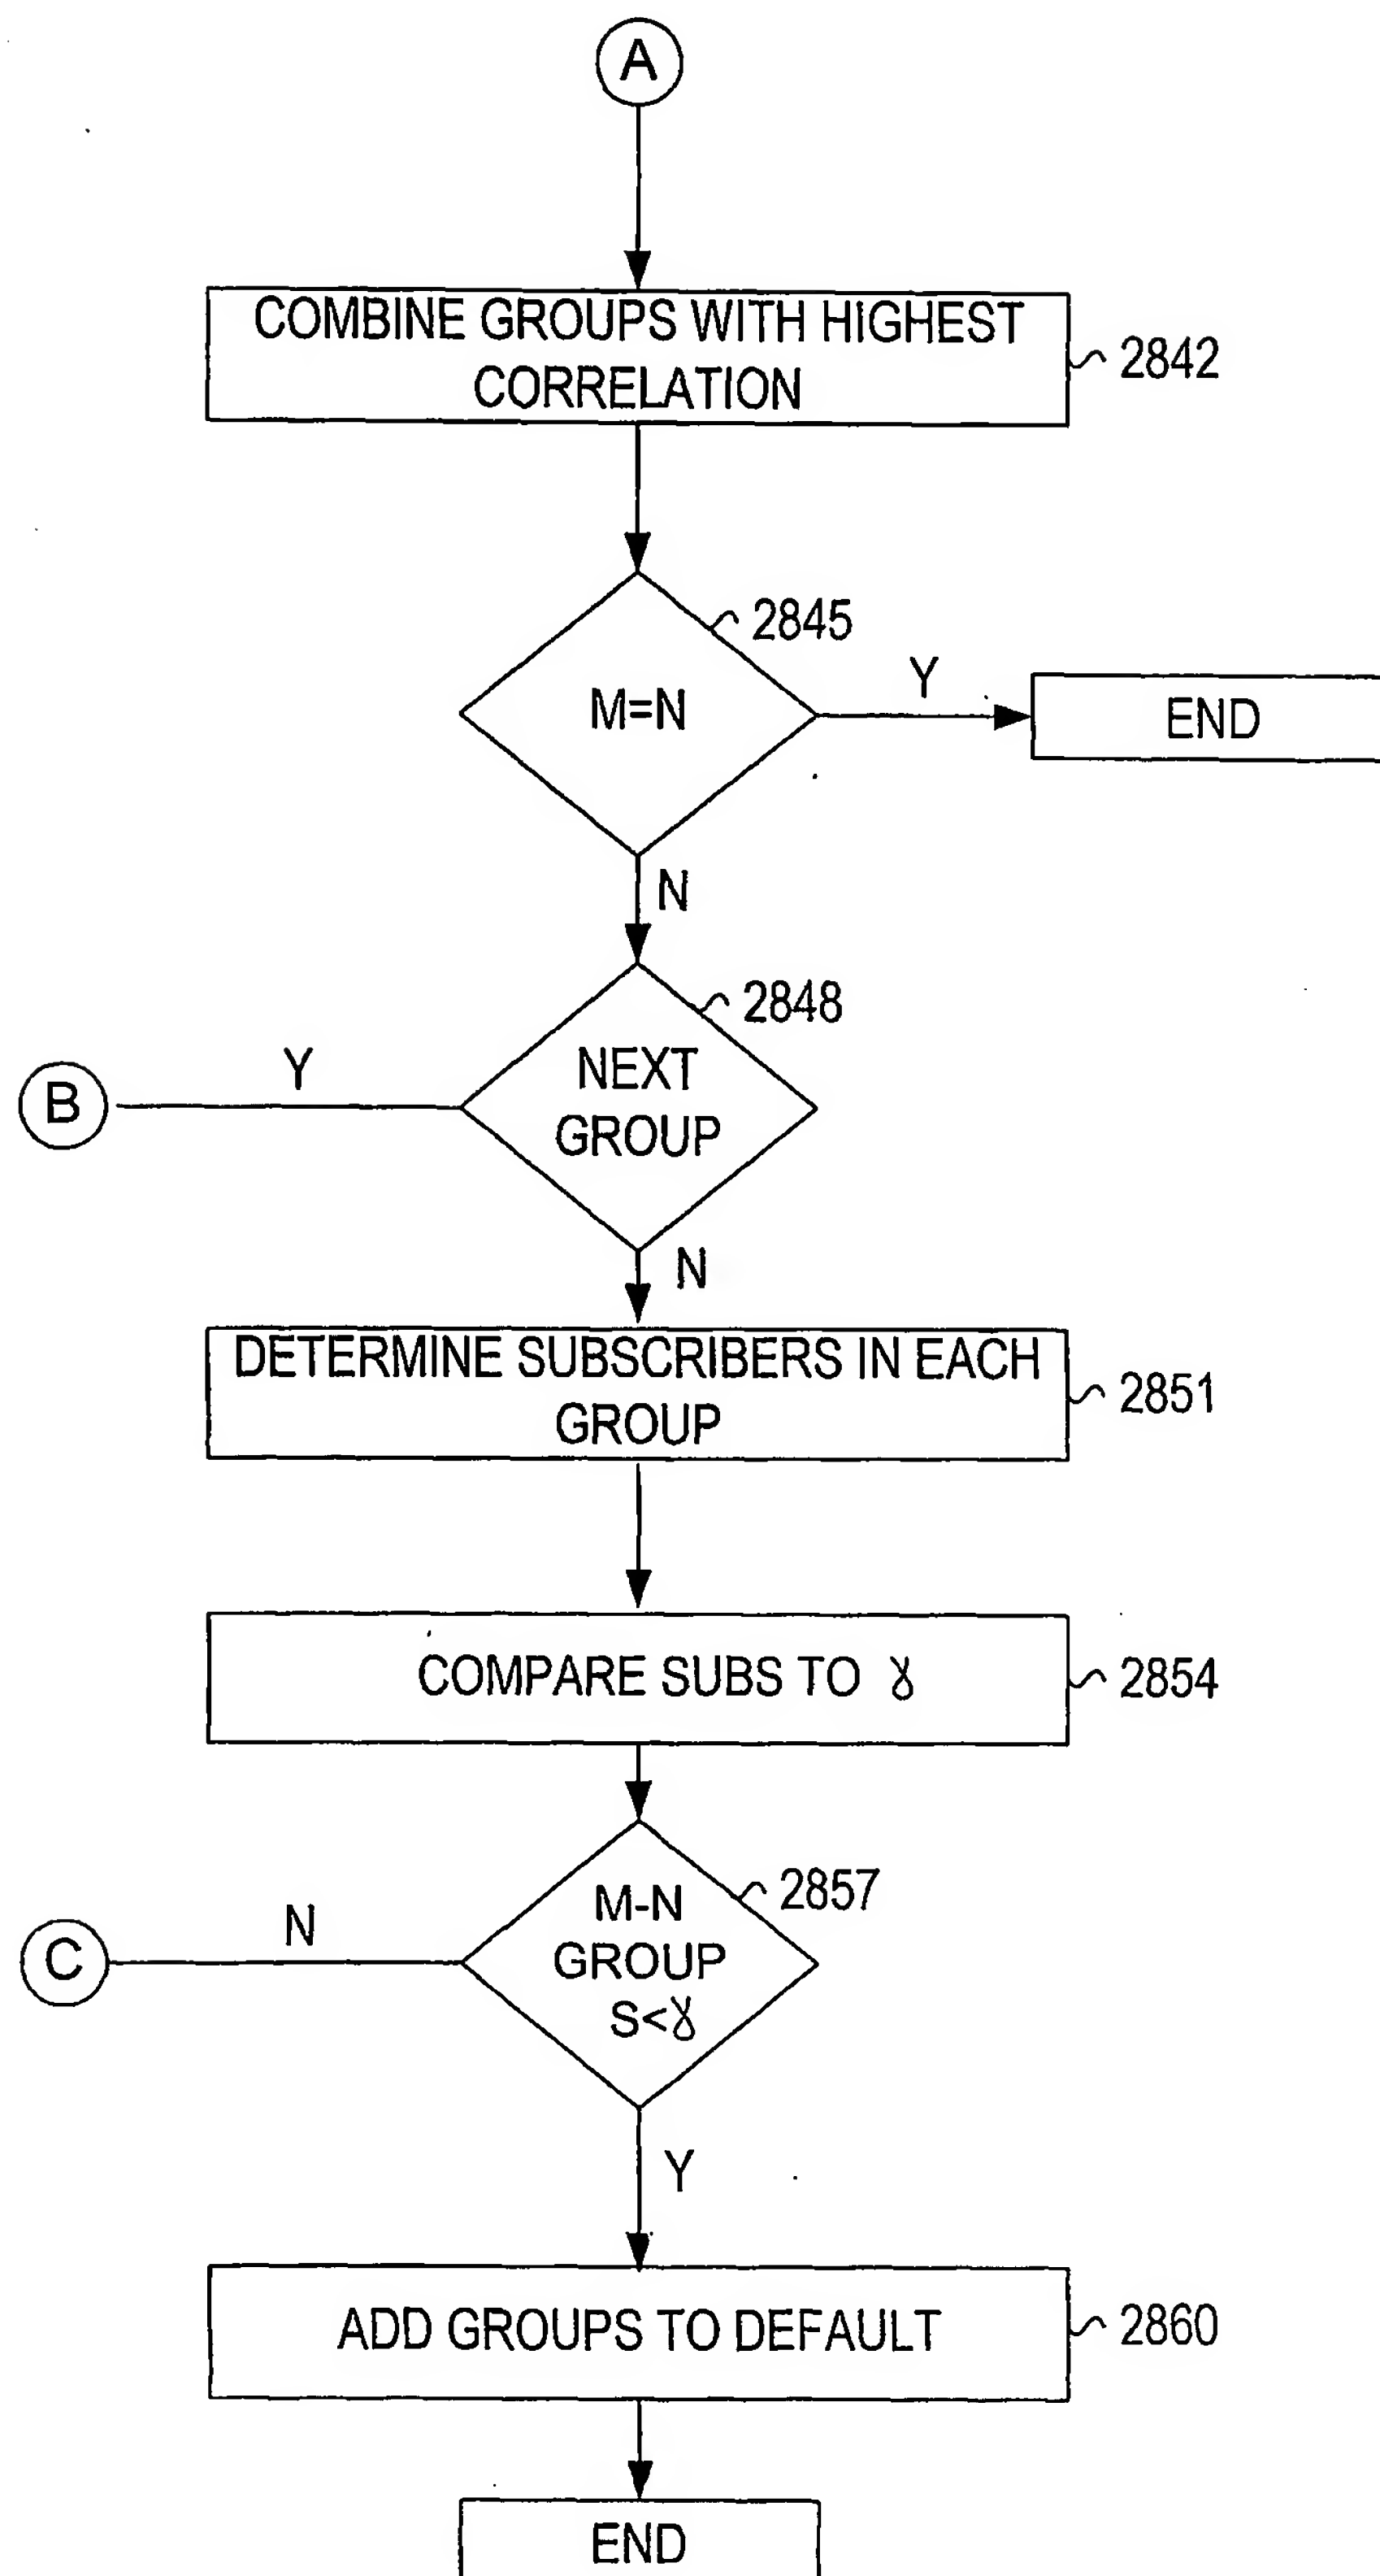 A
COMBINE GROUPS WITH HIGHEST
CORRELATION
2842
2845
M=N
Y
END
N
2848
NEXT
GROUP
Y
B
N
DETERMINE SUBSCRIBERS IN EACH
GROUP
2851
COMPARE SUBS TO γ
2854
2857
M-N
GROUP
S<γ
N
C
Y
ADD GROUPS TO DEFAULT
2860
END